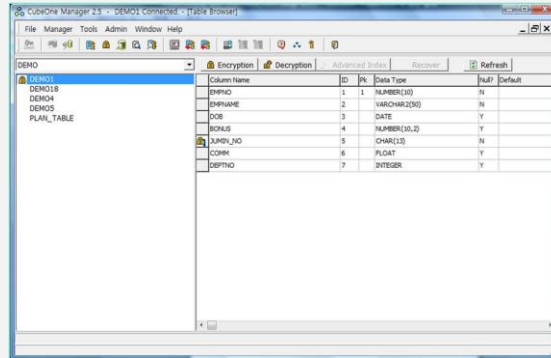 CubeOne Manager 2.5 - DEMO1 Connected. - [Table Browser]
File Manager Tools Admin Window Help
DEMO
Encryption Decryption Advanced Index Recover Refresh
DEMO1
DEMO18
DEMO4
DEMO5
PLAN_TABLE
Column Name ID Pk Data Type Null? Default
EMPNO 1 1 NUMBER(10) N
EMPNAME 2 VARCHAR2(50) N
DOB 3 DATE Y
BONUS 4 NUMBER(10,2) Y
JUMIN_NO 5 CHAR(13) N
COMM 6 FLOAT Y
DEPTNO 7 INTEGER Y